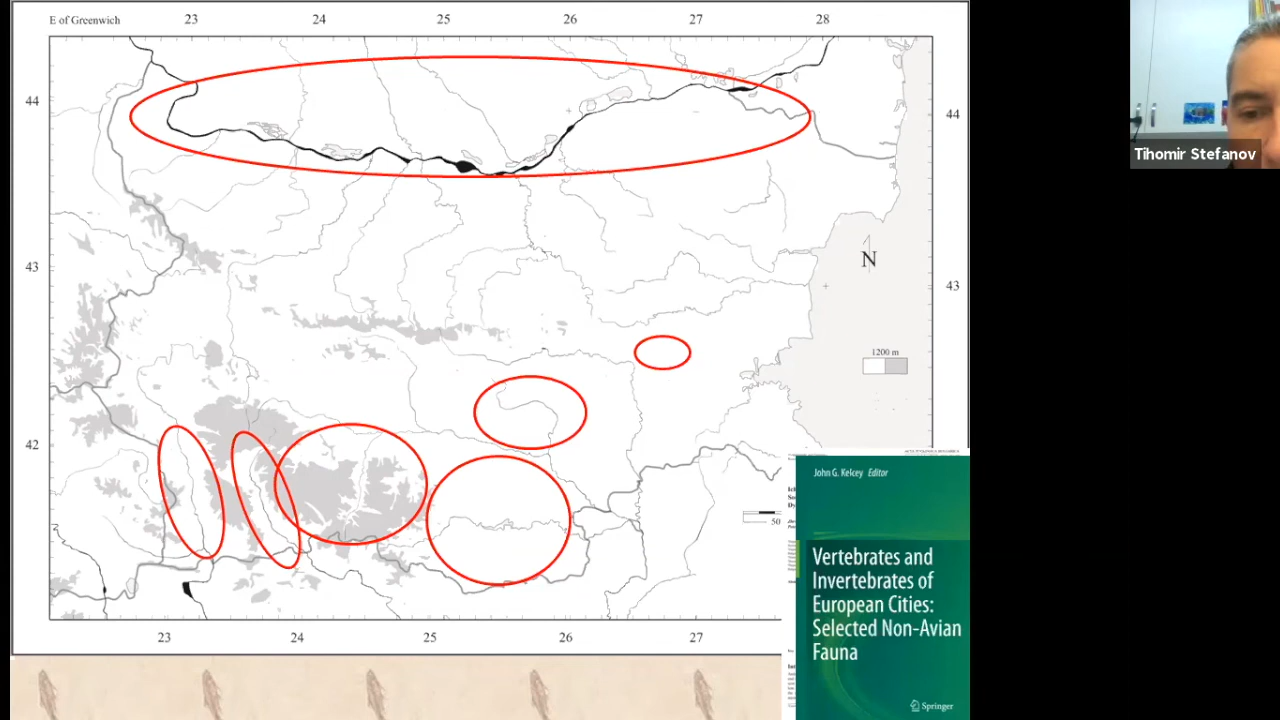 E of Greenwich
23
24
25
26
27
28
44
44
Tihomir Stefanov
N
43
43
1200 m
42
John G. Kelcey Editor
50
Vertebrates and
Invertebrates of
European Cities:
Selected Non-Avian
Fauna
23
24
25
26
27
Springer